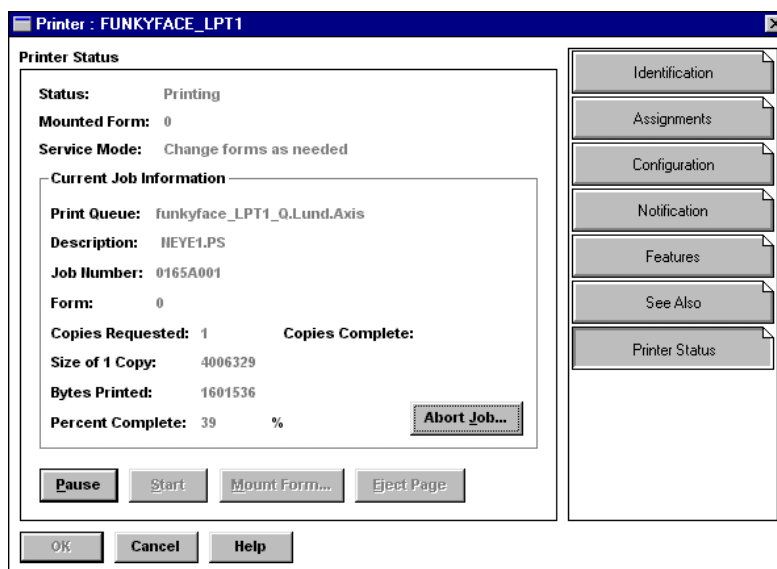 Printer : FUNKYFACE_LPT1
Printer Status
Status: Printing
Mounted Form: 0
Service Mode: Change forms as needed
Current Job Information
Print Queue: funkyface_LPT1_Q.Lund.Axis
Description: NEYE1.PS
Job Number: 0165A001
Form: 0
Copies Requested: 1 Copies Complete:
Size of 1 Copy: 4006329
Bytes Printed: 1601536
Percent Complete: 39 %
Abort Job...
Pause Start Mount Form... Eject Page
OK Cancel Help
Identification
Assignments
Configuration
Notification
Features
See Also
Printer Status